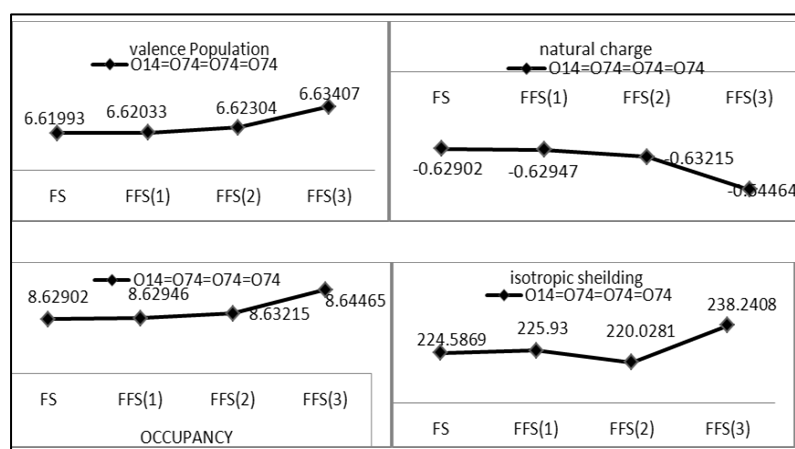 valence Population
O14=O74=O74=O74
6.61993 6.62033 6.62304 6.63407
FS FFS(1) FFS(2) FFS(3)
natural charge
O14=O74=O74=O74
FS FFS(1) FFS(2) FFS(3)
-0.62902 -0.62947 -0.63215 -0.64464
O14=O74=O74=O74
8.62902 8.62946 8.63215 8.64465
FS FFS(1) FFS(2) FFS(3)
OCCUPANCY
isotropic sheilding
O14=O74=O74=O74
224.5869 225.93 220.0281 238.2408
FS FFS(1) FFS(2) FFS(3)